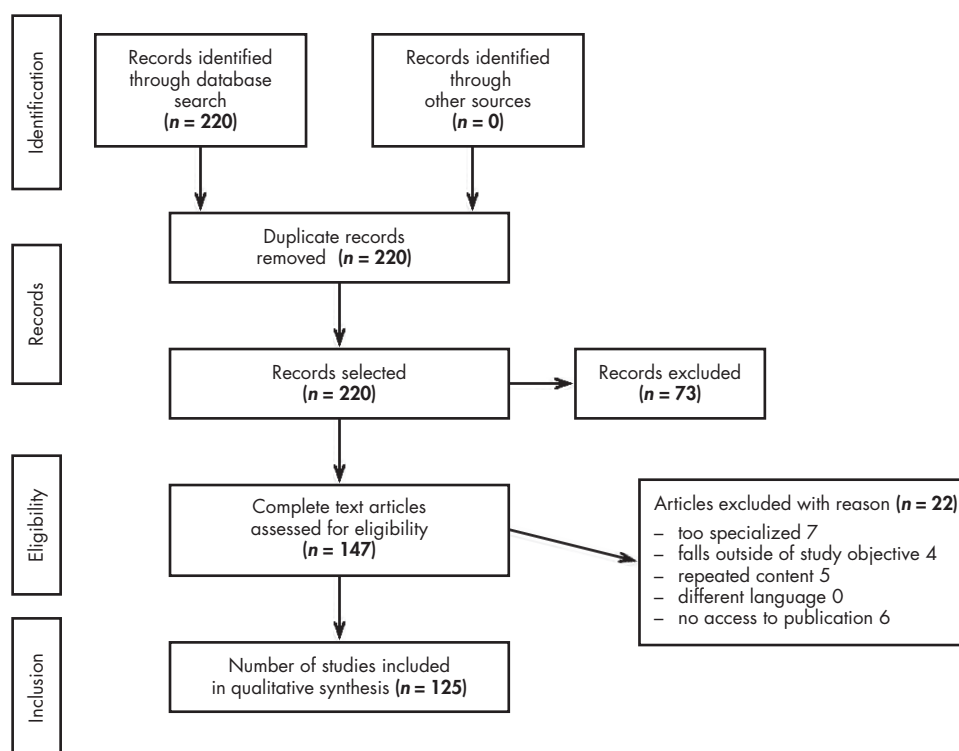 Identification
Records identified
through database
search
(n = 220)
Records identified
through
other sources
(n = 0)
Records
Duplicate records
removed (n = 220)
Records selected
(n = 220)
Records excluded
(n = 73)
Eligibility
Complete text articles
assessed for eligibility
(n = 147)
Articles excluded with reason (n = 22)
– too specialized 7
– falls outside of study objective 4
– repeated content 5
– different language 0
– no access to publication 6
Inclusion
Number of studies included
in qualitative synthesis (n = 125)